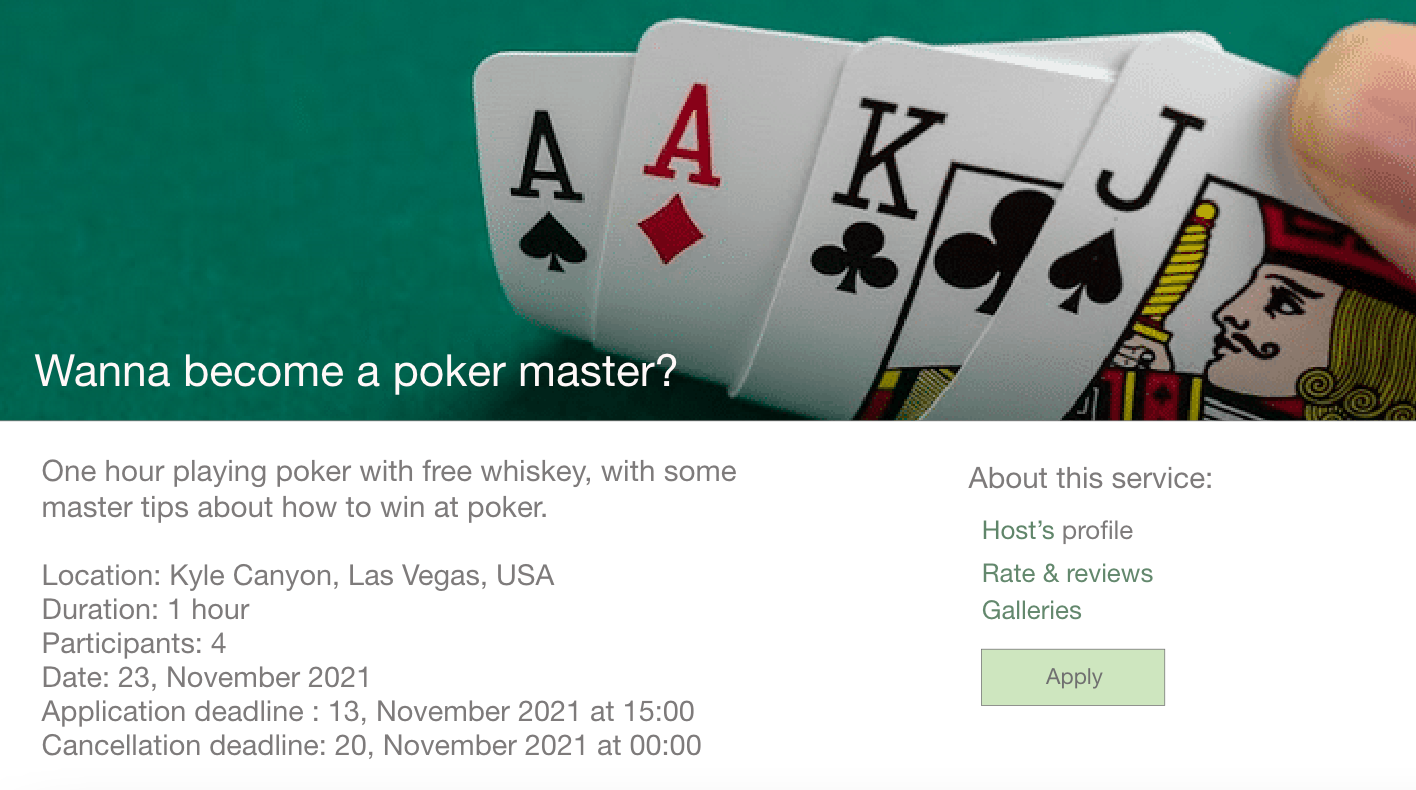 A
A
K
J
Wanna become a poker master?
One hour playing poker with free whiskey, with some
master tips about how to win at poker.
Location: Kyle Canyon, Las Vegas, USA
Duration: 1 hour
Participants: 4
Date: 23, November 2021
Application deadline : 13, November 2021 at 15:00
Cancellation deadline: 20, November 2021 at 00:00
About this service:
Host’s profile
Rate & reviews
Galleries
Apply